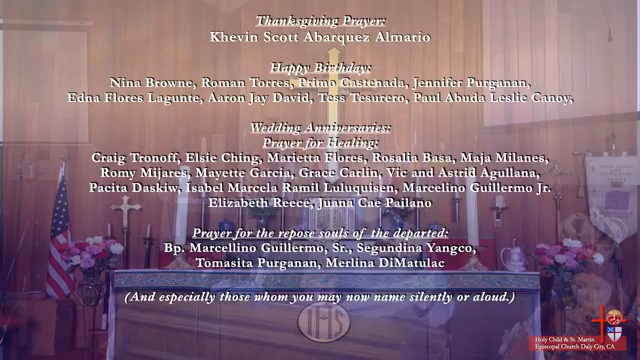 Thanksgiving Prayer:
Khevin Scott Abarquez Almario
Happy Birthday:
Nina Browne, Roman Torres, Primo Castenada, Jennifer Purganan,
Edna Flores Lagunte, Aaron Jay David, Tess Tesurero, Paul Abuda Leslie Canoy,
Wedding Anniversaries:
Prayer for Healing:
Craig Tronoff, Elsie Ching, Marietta Flores, Rosalia Basa, Maja Milanes,
Romy Mijares, Mayette Garcia, Grace Carlin, Vic and Astrid Agullana,
Pacita Daskiw, Isabel Marcela Ramil Luluquisen, Marcelino Guillermo Jr.
Elizabeth Reece, Juana Cae Pailano
Prayer for the repose souls of the departed:
Bp. Marcellino Guillermo, Sr., Segundina Yangco,
Tomasita Purganan, Merlina DiMatulac
(And especially those whom you may now name silently or aloud.)
IHS
Holy Child & St. Martin
Episcopal Church Daly City, CA